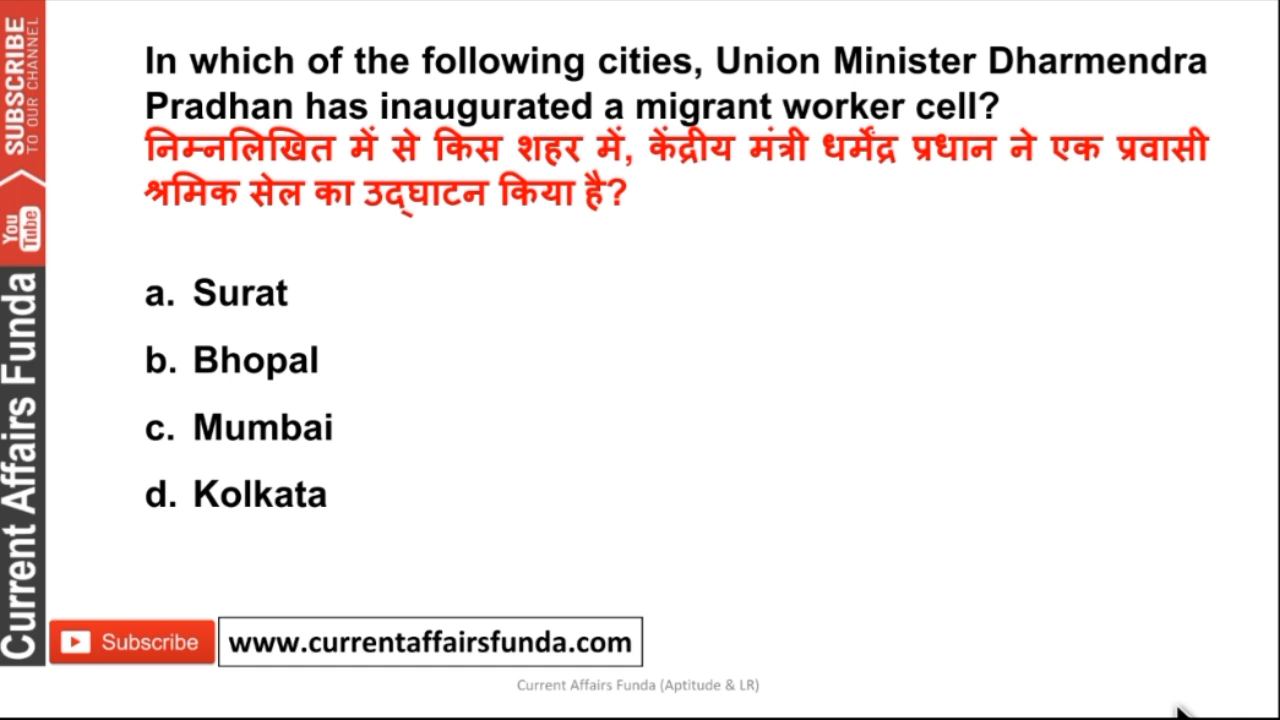 In which of the following cities, Union Minister Dharmendra
Pradhan has inaugurated a migrant worker cell?
निम्नलिखित में से किस शहर में, केंद्रीय मंत्री धर्मेंद्र प्रधान ने एक प्रवासी
श्रमिक सेल का उद्घाटन किया है?
a. Surat
b. Bhopal
c. Mumbai
d. Kolkata
SUBSCRIBE
TO OUR CHANNEL
You
Tube
Current Affairs Funda
Subscribe
www.currentaffairsfunda.com
Current Affairs Funda (Aptitude & LR)